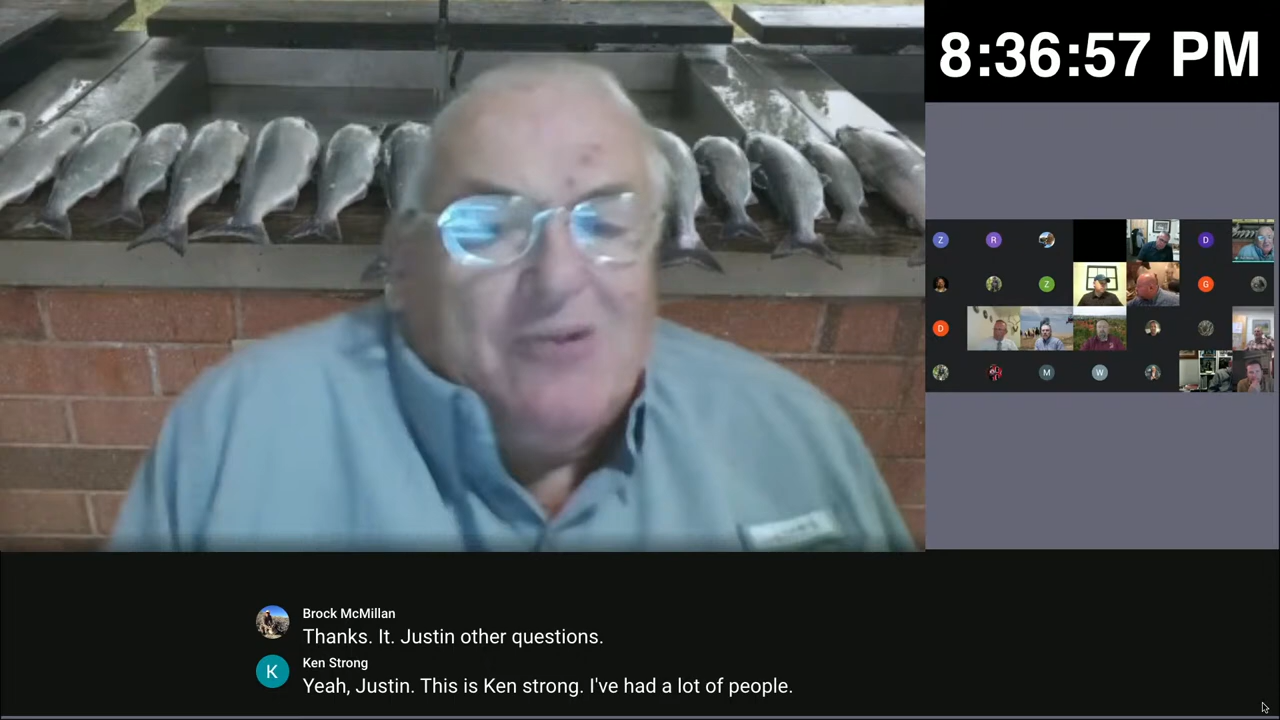 8:36:57 PM
Z
R
D
Z
G
D
M
W
Brock McMillan
Thanks. It. Justin other questions.
K
Ken Strong
Yeah, Justin. This is Ken strong. I've had a lot of people.